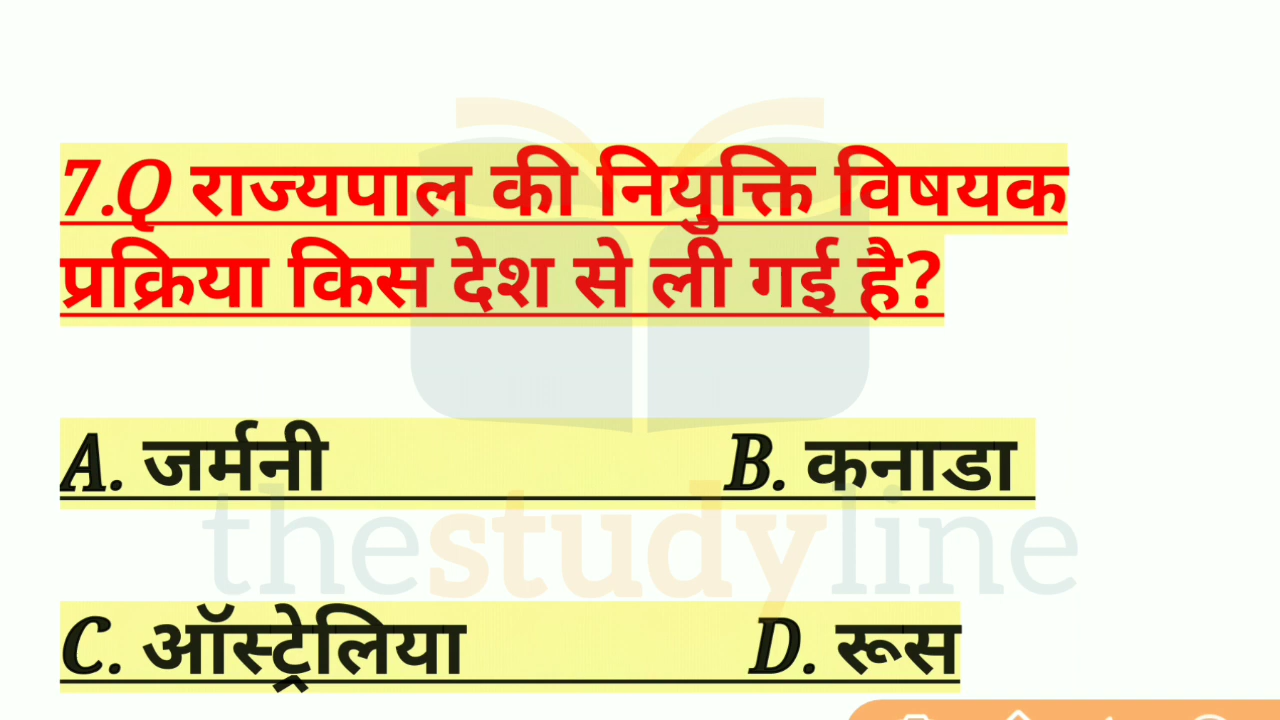 7.Q राज्यपाल की नियुक्ति विषयक
प्रक्रिया किस देश से ली गई है?
A. जर्मनी B. कनाडा
thestudyline
C. ऑस्ट्रेलिया D. रूस